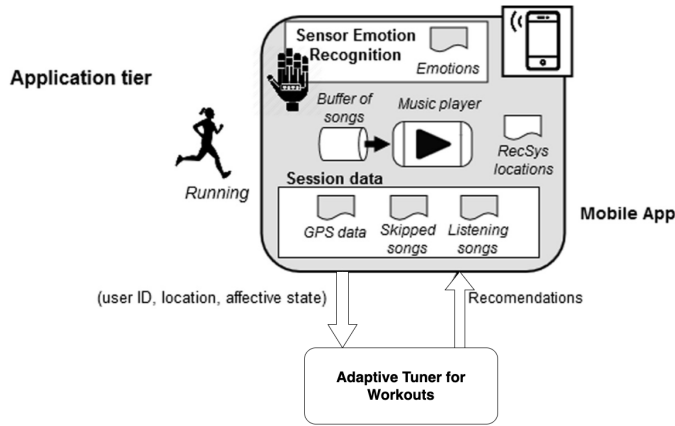 Sensor Emotion
Recognition
Emotions
Application tier
Buffer of
songs
Music player
RecSys
locations
Running
Session data
GPS data
Skipped
songs
Listening
songs
Mobile App
(user ID, location, affective state)
Recomendations
Adaptive Tuner for
Workouts